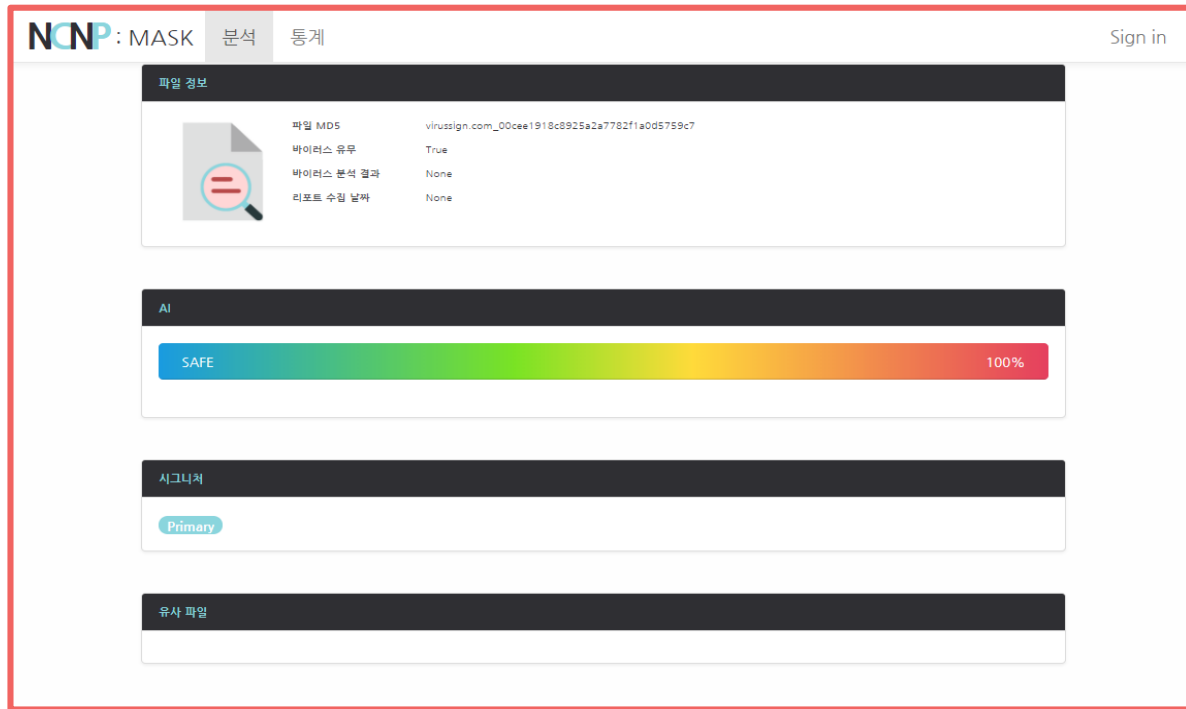 NCNP : MASK 분석 통계 Sign in
파일 정보
파일 MD5 virussign.com_00cee1918c8925a2a7782f1a0d5759c7
바이러스 유무 True
바이러스 분석 결과 None
리포트 수집 날짜 None
AI
SAFE 100%
시그니처
Primary
유사 파일